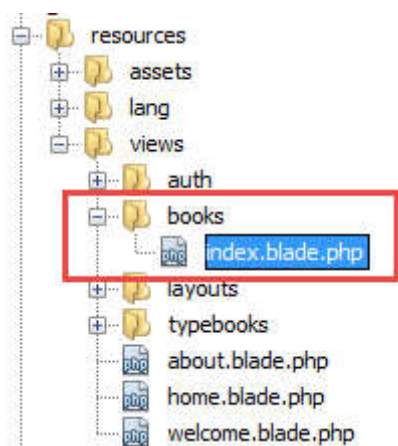 resources
assets
lang
views
auth
books
index.blade.php
layouts
typebooks
about.blade.php
home.blade.php
welcome.blade.php